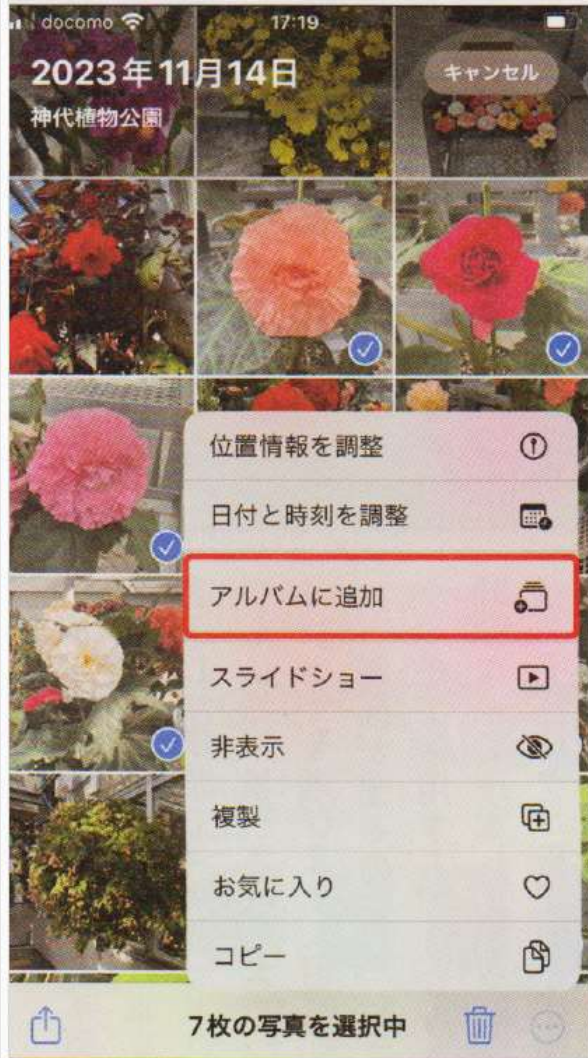 docomo 17:19
2023年11月14日
キャンセル
神代植物公園
位置情報を調整
日付と時刻を調整
アルバムに追加
スライドショー
非表示
複製
お気に入り
コピー
7枚の写真を選択中